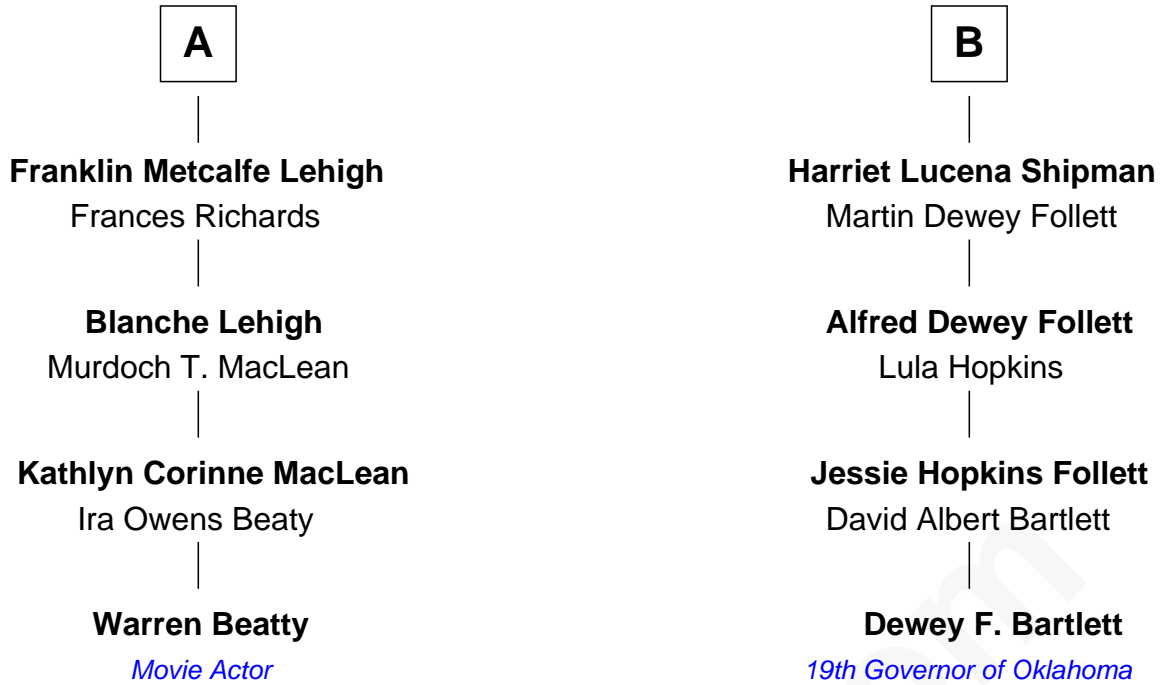 A
Franklin Metcalfe Lehigh
Frances Richards
Blanche Lehigh
Murdoch T. MacLean
Kathlyn Corinne MacLean
Ira Owens Beaty
Warren Beatty
Movie Actor
B
Harriet Lucena Shipman
Martin Dewey Follett
Alfred Dewey Follett
Lula Hopkins
Jessie Hopkins Follett
David Albert Bartlett
Dewey F. Bartlett
19th Governor of Oklahoma